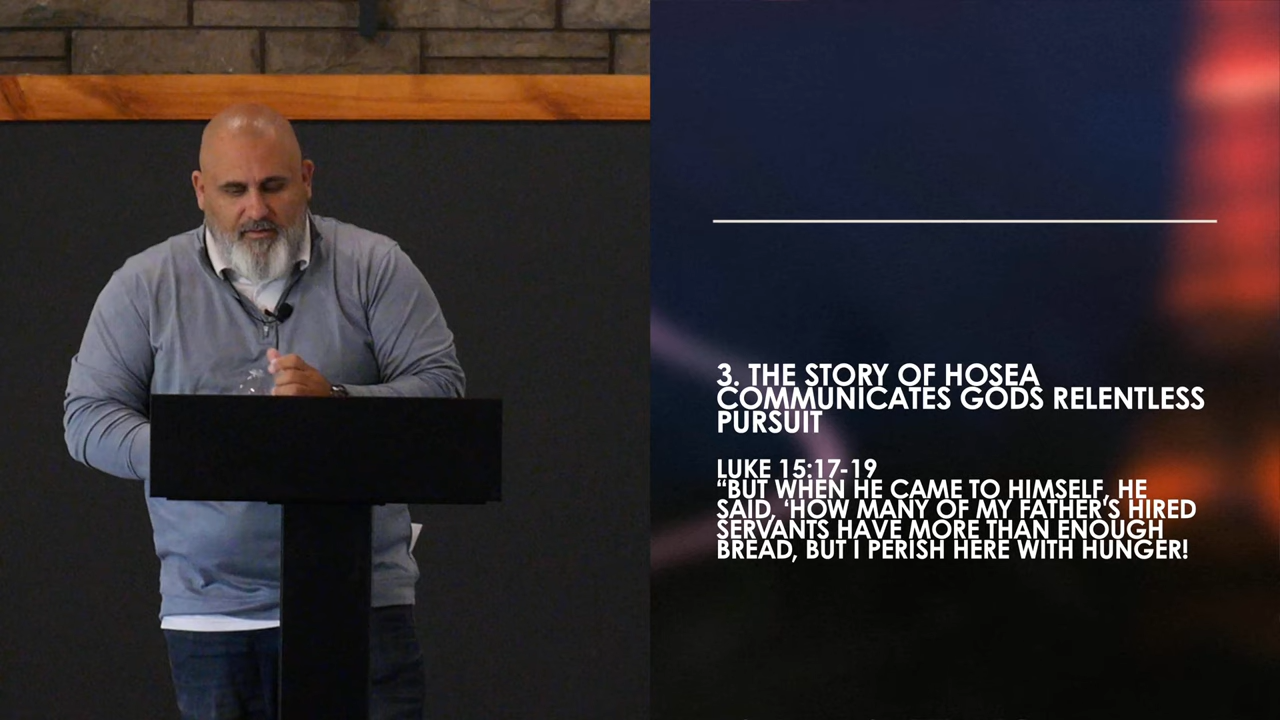 3. THE STORY OF HOSEA
COMMUNICATES GODS RELENTLESS
PURSUIT
LUKE 15:17-19
“BUT WHEN HE CAME TO HIMSELF, HE
SAID, ‘HOW MANY OF MY FATHER’S HIRED
SERVANTS HAVE MORE THAN ENOUGH
BREAD, BUT I PERISH HERE WITH HUNGER!